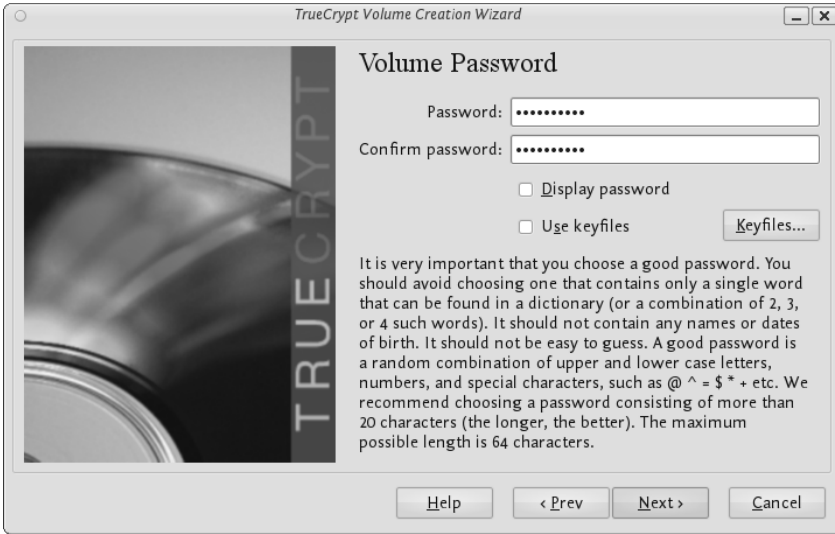 TrueCrypt Volume Creation Wizard
TRUECRYPT
Volume Password
Password: ••••••••••
Confirm password: ••••••••••
Display password
Use keyfiles
Keyfiles...
It is very important that you choose a good password. You
should avoid choosing one that contains only a single word
that can be found in a dictionary (or a combination of 2, 3,
or 4 such words). It should not contain any names or dates
of birth. It should not be easy to guess. A good password is
a random combination of upper and lower case letters,
numbers, and special characters, such as @ ^ = $ * + etc. We
recommend choosing a password consisting of more than
20 characters (the longer, the better). The maximum
possible length is 64 characters.
Help
< Prev
Next >
Cancel